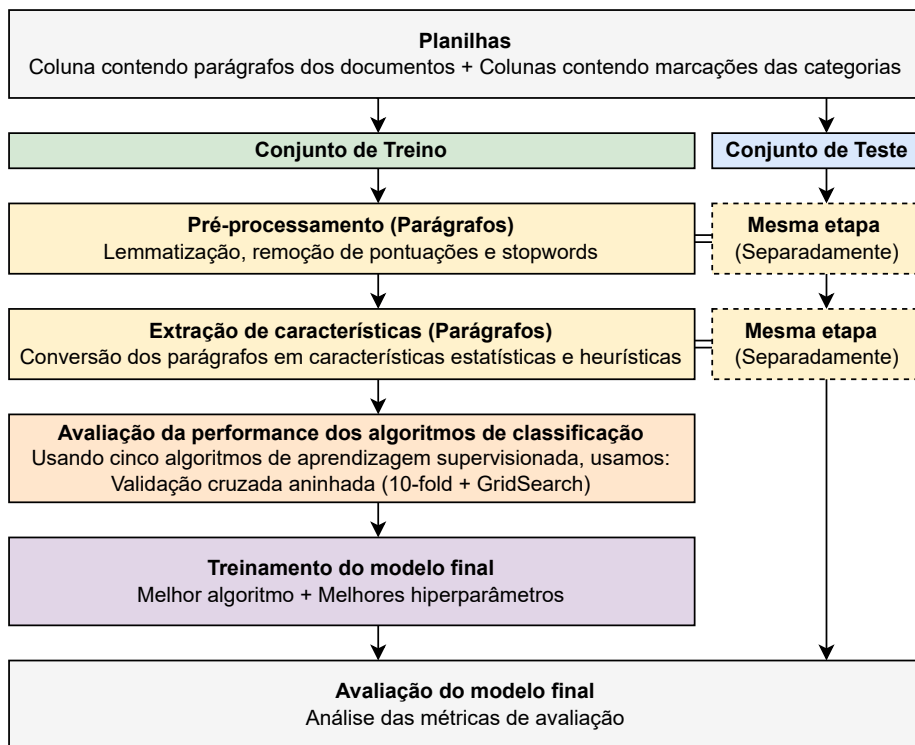 Planilhas
Coluna contendo parágrafos dos documentos + Colunas contendo marcações das categorias
Conjunto de Treino
Conjunto de Teste
Pré-processamento (Parágrafos)
Lemmatização, remoção de pontuações e stopwords
Mesma etapa
(Separadamente)
Extração de características (Parágrafos)
Conversão dos parágrafos em características estatísticas e heurísticas
Mesma etapa
(Separadamente)
Avaliação da performance dos algoritmos de classificação
Usando cinco algoritmos de aprendizagem supervisionada, usamos:
Validação cruzada aninhada (10-fold + GridSearch)
Treinamento do modelo final
Melhor algoritmo + Melhores hiperparâmetros
Avaliação do modelo final
Análise das métricas de avaliação